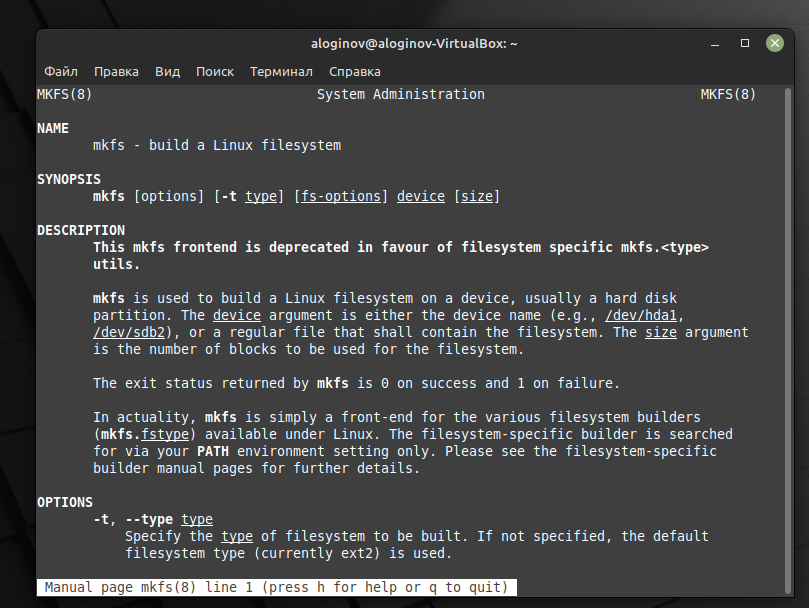 aloginov@aloginov-VirtualBox: ~
Файл Правка Вид Поиск Терминал Справка
MKFS(8) System Administration MKFS(8)
NAME
mkfs - build a Linux filesystem
SYNOPSIS
mkfs [options] [-t type] [fs-options] device [size]
DESCRIPTION
This mkfs frontend is deprecated in favour of filesystem specific mkfs.<type>
utils.
mkfs is used to build a Linux filesystem on a device, usually a hard disk
partition. The device argument is either the device name (e.g., /dev/hda1,
/dev/sdb2), or a regular file that shall contain the filesystem. The size argument
is the number of blocks to be used for the filesystem.
The exit status returned by mkfs is 0 on success and 1 on failure.
In actuality, mkfs is simply a front-end for the various filesystem builders
(mkfs.fstype) available under Linux. The filesystem-specific builder is searched
for via your PATH environment setting only. Please see the filesystem-specific
builder manual pages for further details.
OPTIONS
-t, --type type
Specify the type of filesystem to be built. If not specified, the default
filesystem type (currently ext2) is used.
Manual page mkfs(8) line 1 (press h for help or q to quit)